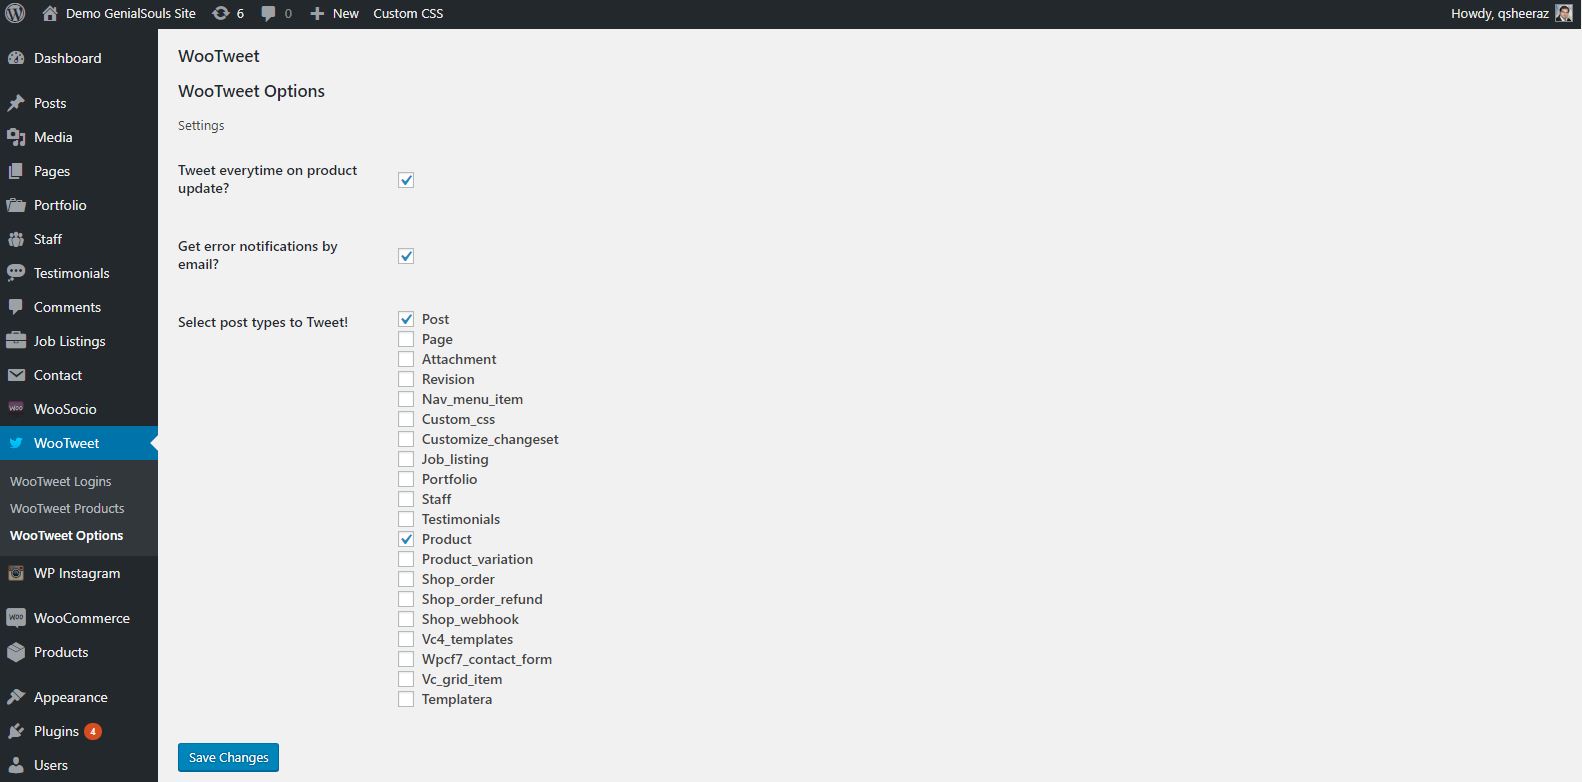 Demo GenialSouls Site 6 0 New Custom CSS Howdy, qsheeraz
Dashboard
Posts
Media
Pages
Portfolio
Staff
Testimonials
Comments
Job Listings
Contact
WooSocio
WooTweet
WooTweet Logins
WooTweet Products
WooTweet Options
WP Instagram
WooCommerce
Products
Appearance
Plugins 4
Users
WooTweet
WooTweet Options
Settings
Tweet everytime on product
update?
Get error notifications by
email?
Select post types to Tweet!
Post
Page
Attachment
Revision
Nav_menu_item
Custom_css
Customize_changeset
Job_listing
Portfolio
Staff
Testimonials
Product
Product_variation
Shop_order
Shop_order_refund
Shop_webhook
Vc4_templates
Wpcf7_contact_form
Vc_grid_item
Templatera
Save Changes